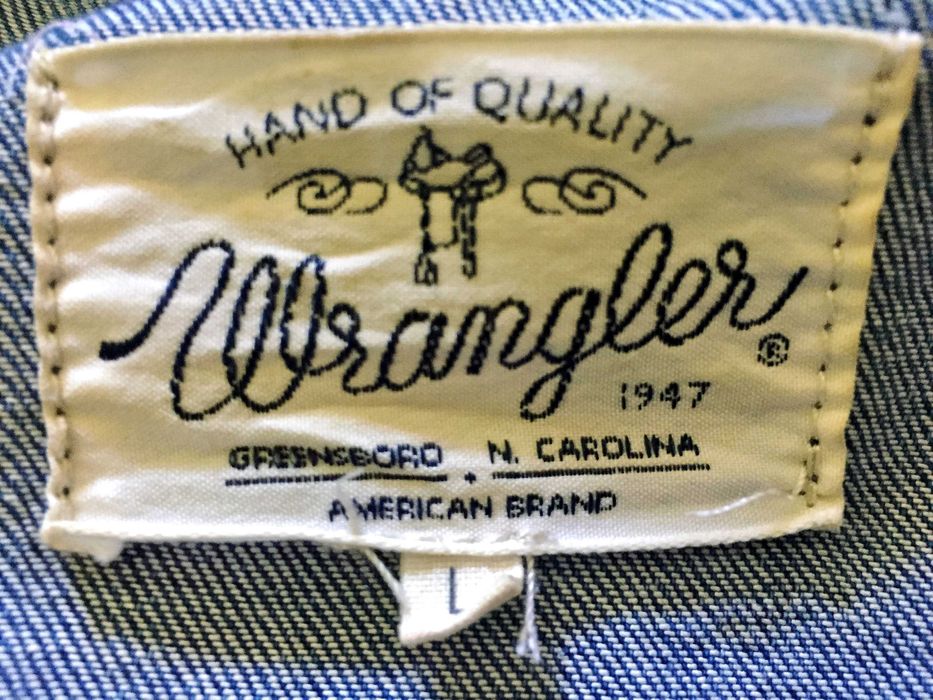 HAND OF QUALITY
Wrangler®
1947
GREENSBORO • N. CAROLINA
AMERICAN BRAND
L